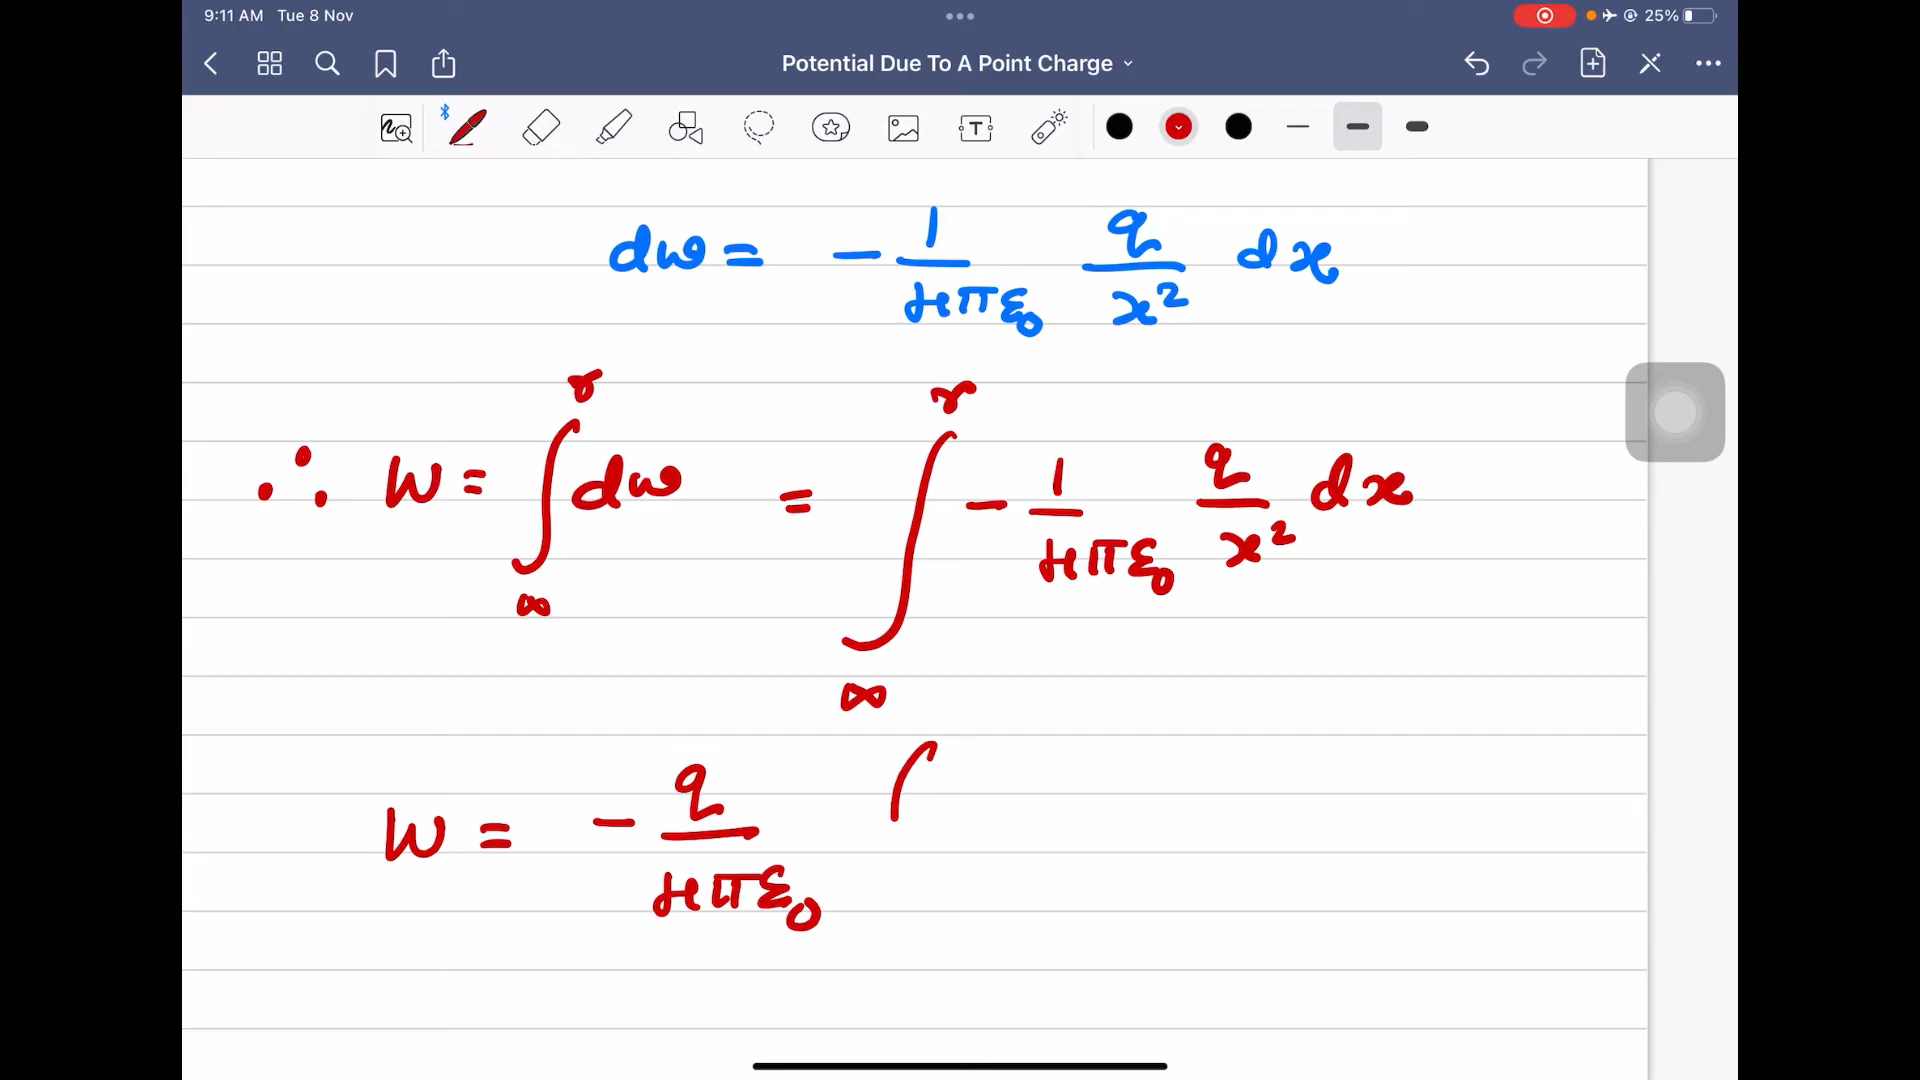 9:11 AM Tue 8 Nov 25%
Potential Due To A Point Charge
T
dw = - 1/4πε₀ q/x² dx
∴ W = ∫_∞^r dw = ∫_∞^r - 1/4πε₀ q/x² dx
W = - q/4πε₀ ∫